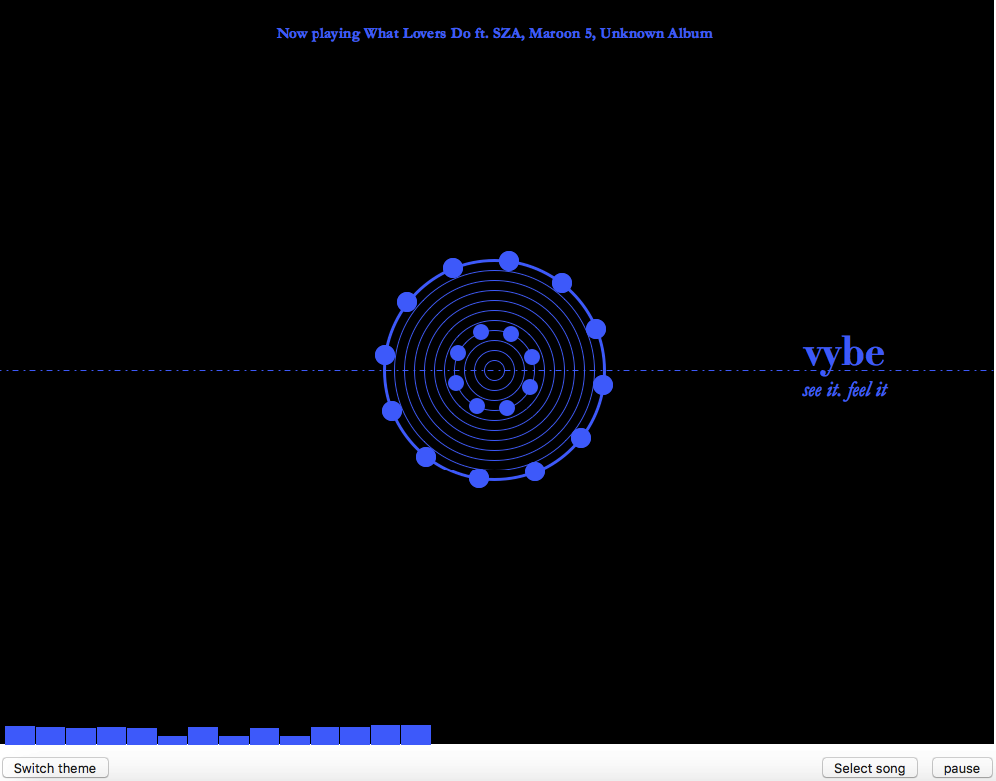 Now playing What Lovers Do ft. SZA, Maroon 5, Unknown Album
vybe
see it. feel it
Switch theme
Select song
pause